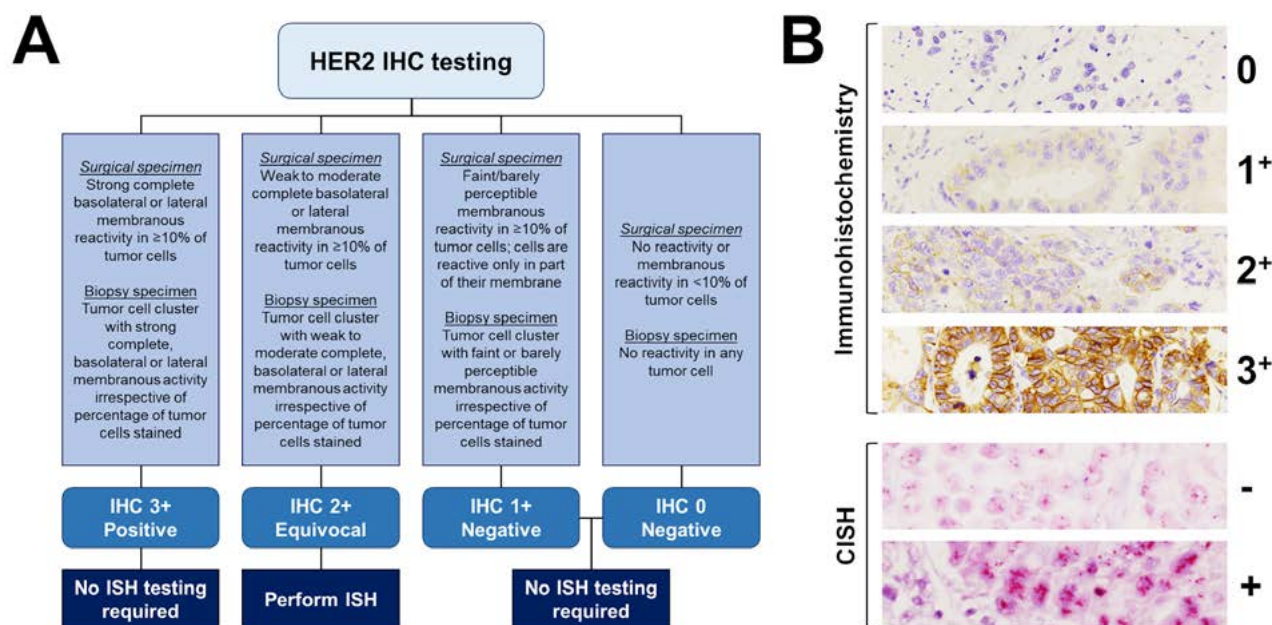 A
HER2 IHC testing
Surgical specimen
Strong complete
basolateral or lateral
membranous
reactivity in ≥10% of
tumor cells
Biopsy specimen
Tumor cell cluster
with strong
complete,
basolateral or lateral
membranous activity
irrespective of
percentage of tumor
cells stained
IHC 3+
Positive
No ISH testing
required
Surgical specimen
Weak to moderate
complete basolateral
or lateral
membranous
reactivity in ≥10% of
tumor cells
Biopsy specimen
Tumor cell cluster
with weak to
moderate complete,
basolateral or lateral
membranous activity
irrespective of
percentage of tumor
cells stained
IHC 2+
Equivocal
Perform ISH
Surgical specimen
Faint/barely
perceptible
membranous
reactivity in ≥10% of
tumor cells; cells are
reactive only in part
of their membrane
Biopsy specimen
Tumor cell cluster
with faint or barely
perceptible
membranous activity
irrespective of
percentage of tumor
cells stained
IHC 1+
Negative
Surgical specimen
No reactivity or
membranous
reactivity in <10% of
tumor cells
Biopsy specimen
No reactivity in any
tumor cell
IHC 0
Negative
No ISH testing
required
B
Immunohistochemistry
0
1+
2+
3+
CISH
-
+